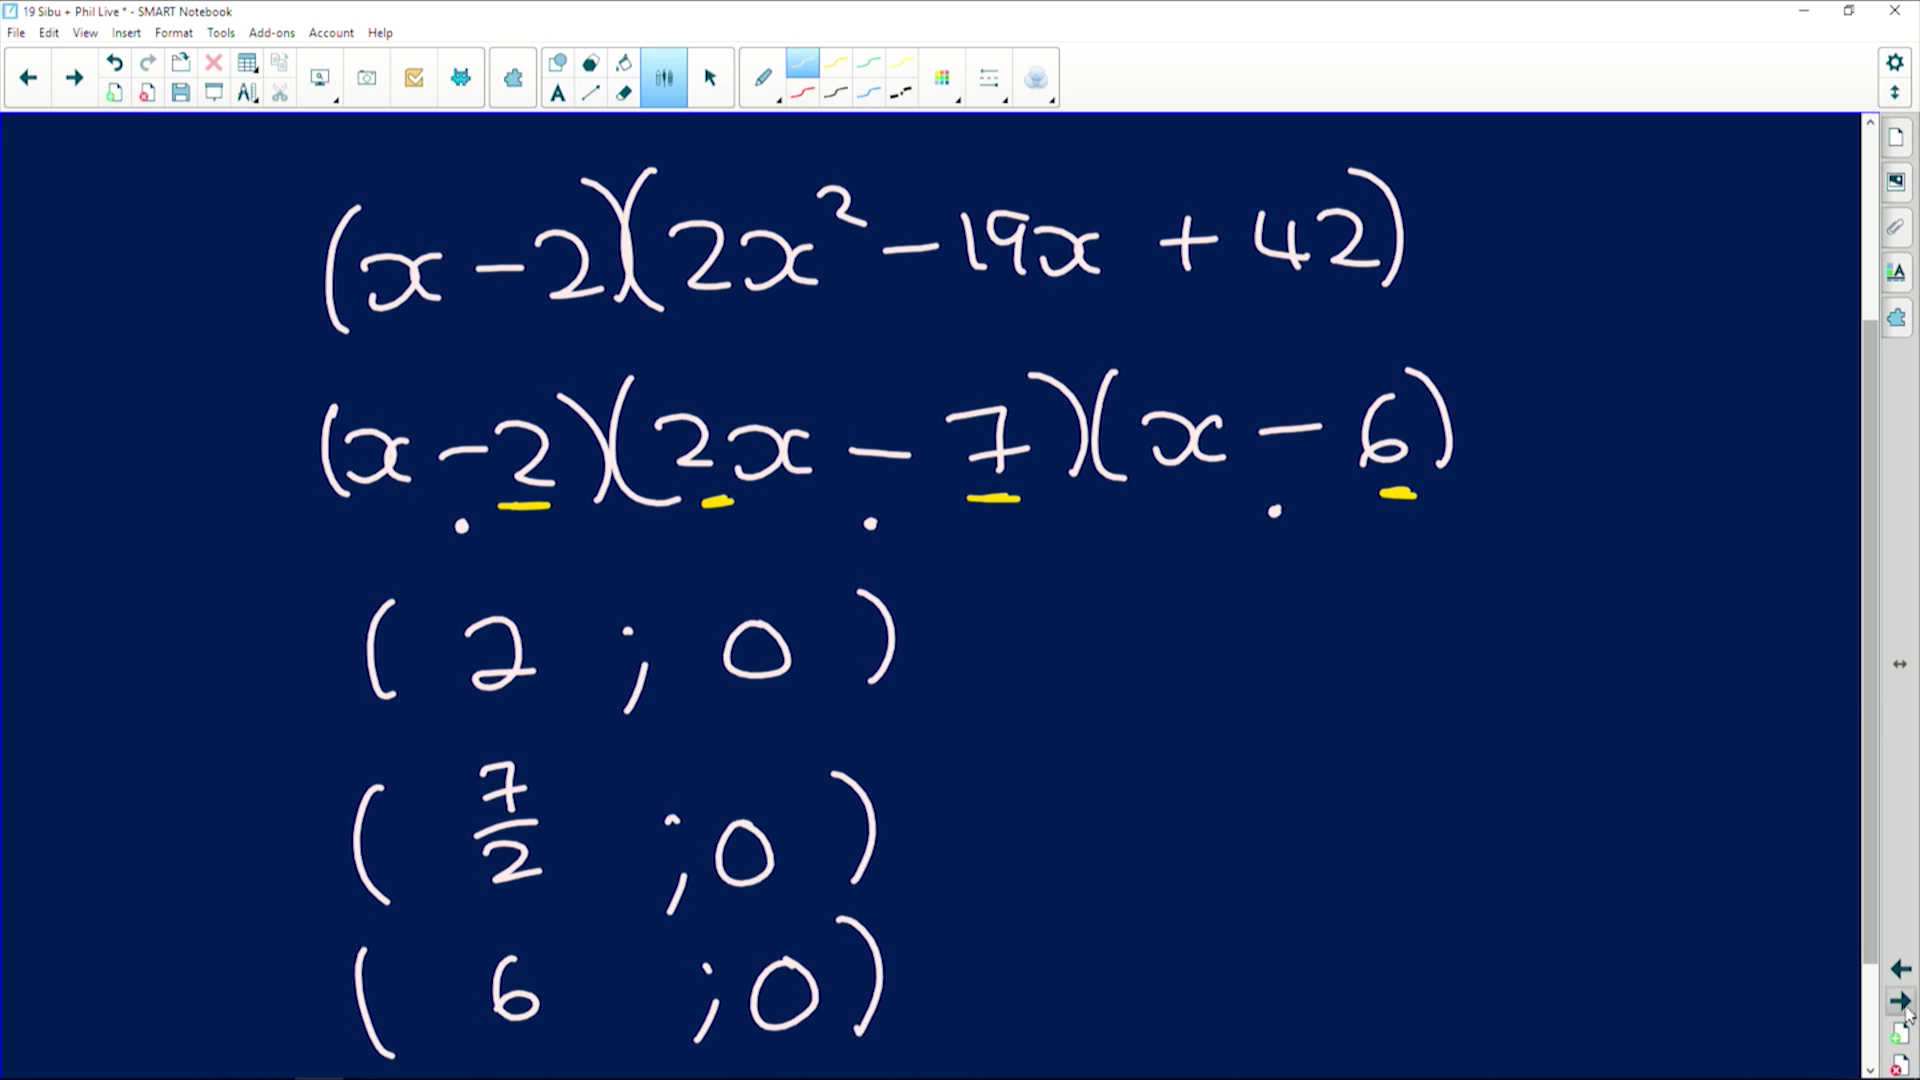 19 Sibu + Phil Live * - SMART Notebook
File Edit View Insert Format Tools Add-ons Account Help
(x - 2)(2x² - 19x + 42)
(x - 2)(2x - 7)(x - 6)
( 2 ; 0 )
( 7/2 ; 0 )
( 6 ; 0 )